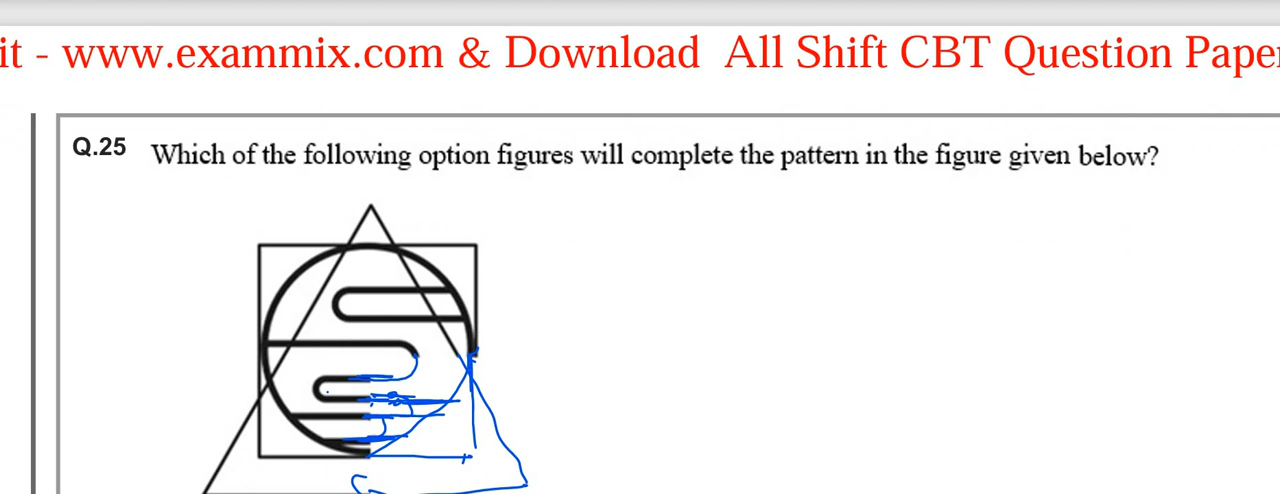 it - www.exammix.com & Download All Shift CBT Question Paper
Q.25 Which of the following option figures will complete the pattern in the figure given below?